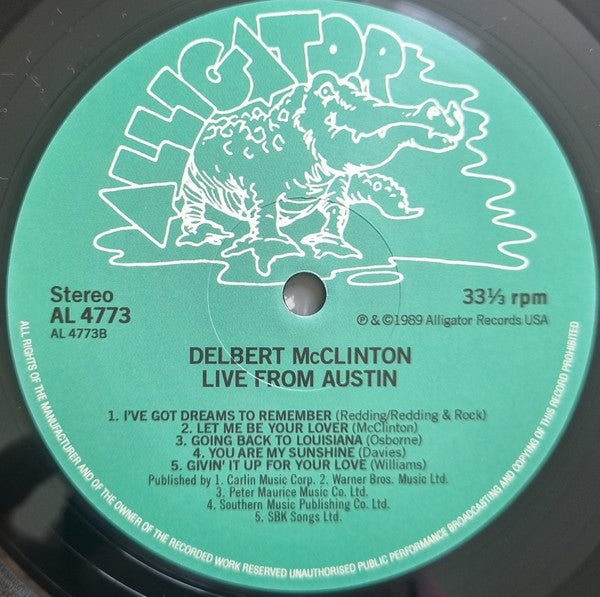 ALLIGATOR
Stereo
AL 4773
AL 4773B
33⅓ rpm
℗ & ©1989 Alligator Records USA
DELBERT McCLINTON
LIVE FROM AUSTIN
1. I'VE GOT DREAMS TO REMEMBER (Redding/Redding & Rock)
2. LET ME BE YOUR LOVER (McClinton)
3. GOING BACK TO LOUISIANA (Osborne)
4. YOU ARE MY SUNSHINE (Davies)
5. GIVIN' IT UP FOR YOUR LOVE (Williams)
Published by 1. Carlin Music Corp. 2. Warner Bros. Music Ltd.
3. Peter Maurice Music Co. Ltd.
4. Southern Music Publishing Co. Ltd.
5. SBK Songs Ltd.
ALL RIGHTS OF THE MANUFACTURER AND OF THE OWNER OF THE RECORDED WORK RESERVED UNAUTHORISED PUBLIC PERFORMANCE BROADCASTING AND COPYING OF THIS RECORD PROHIBITED